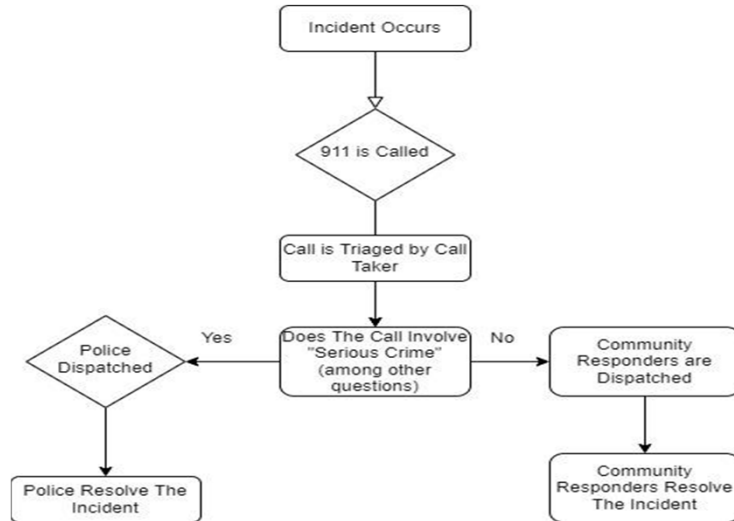 Incident Occurs
911 is Called
Call is Triaged by Call
Taker
Yes
Does The Call Involve
"Serious Crime"
(among other
questions)
No
Police
Dispatched
Community
Responders are
Dispatched
Police Resolve The
Incident
Community
Responders Resolve
The Incident